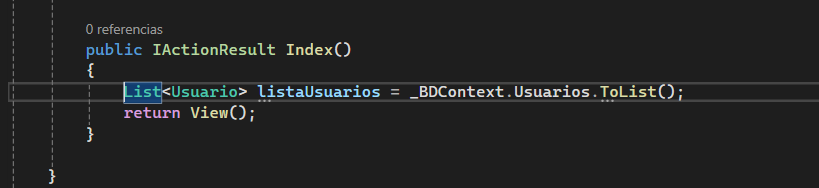 0 referencias
public IActionResult Index()
{
List<Usuario> listaUsuarios = _BDContext.Usuarios.ToList();
return View();
}
}